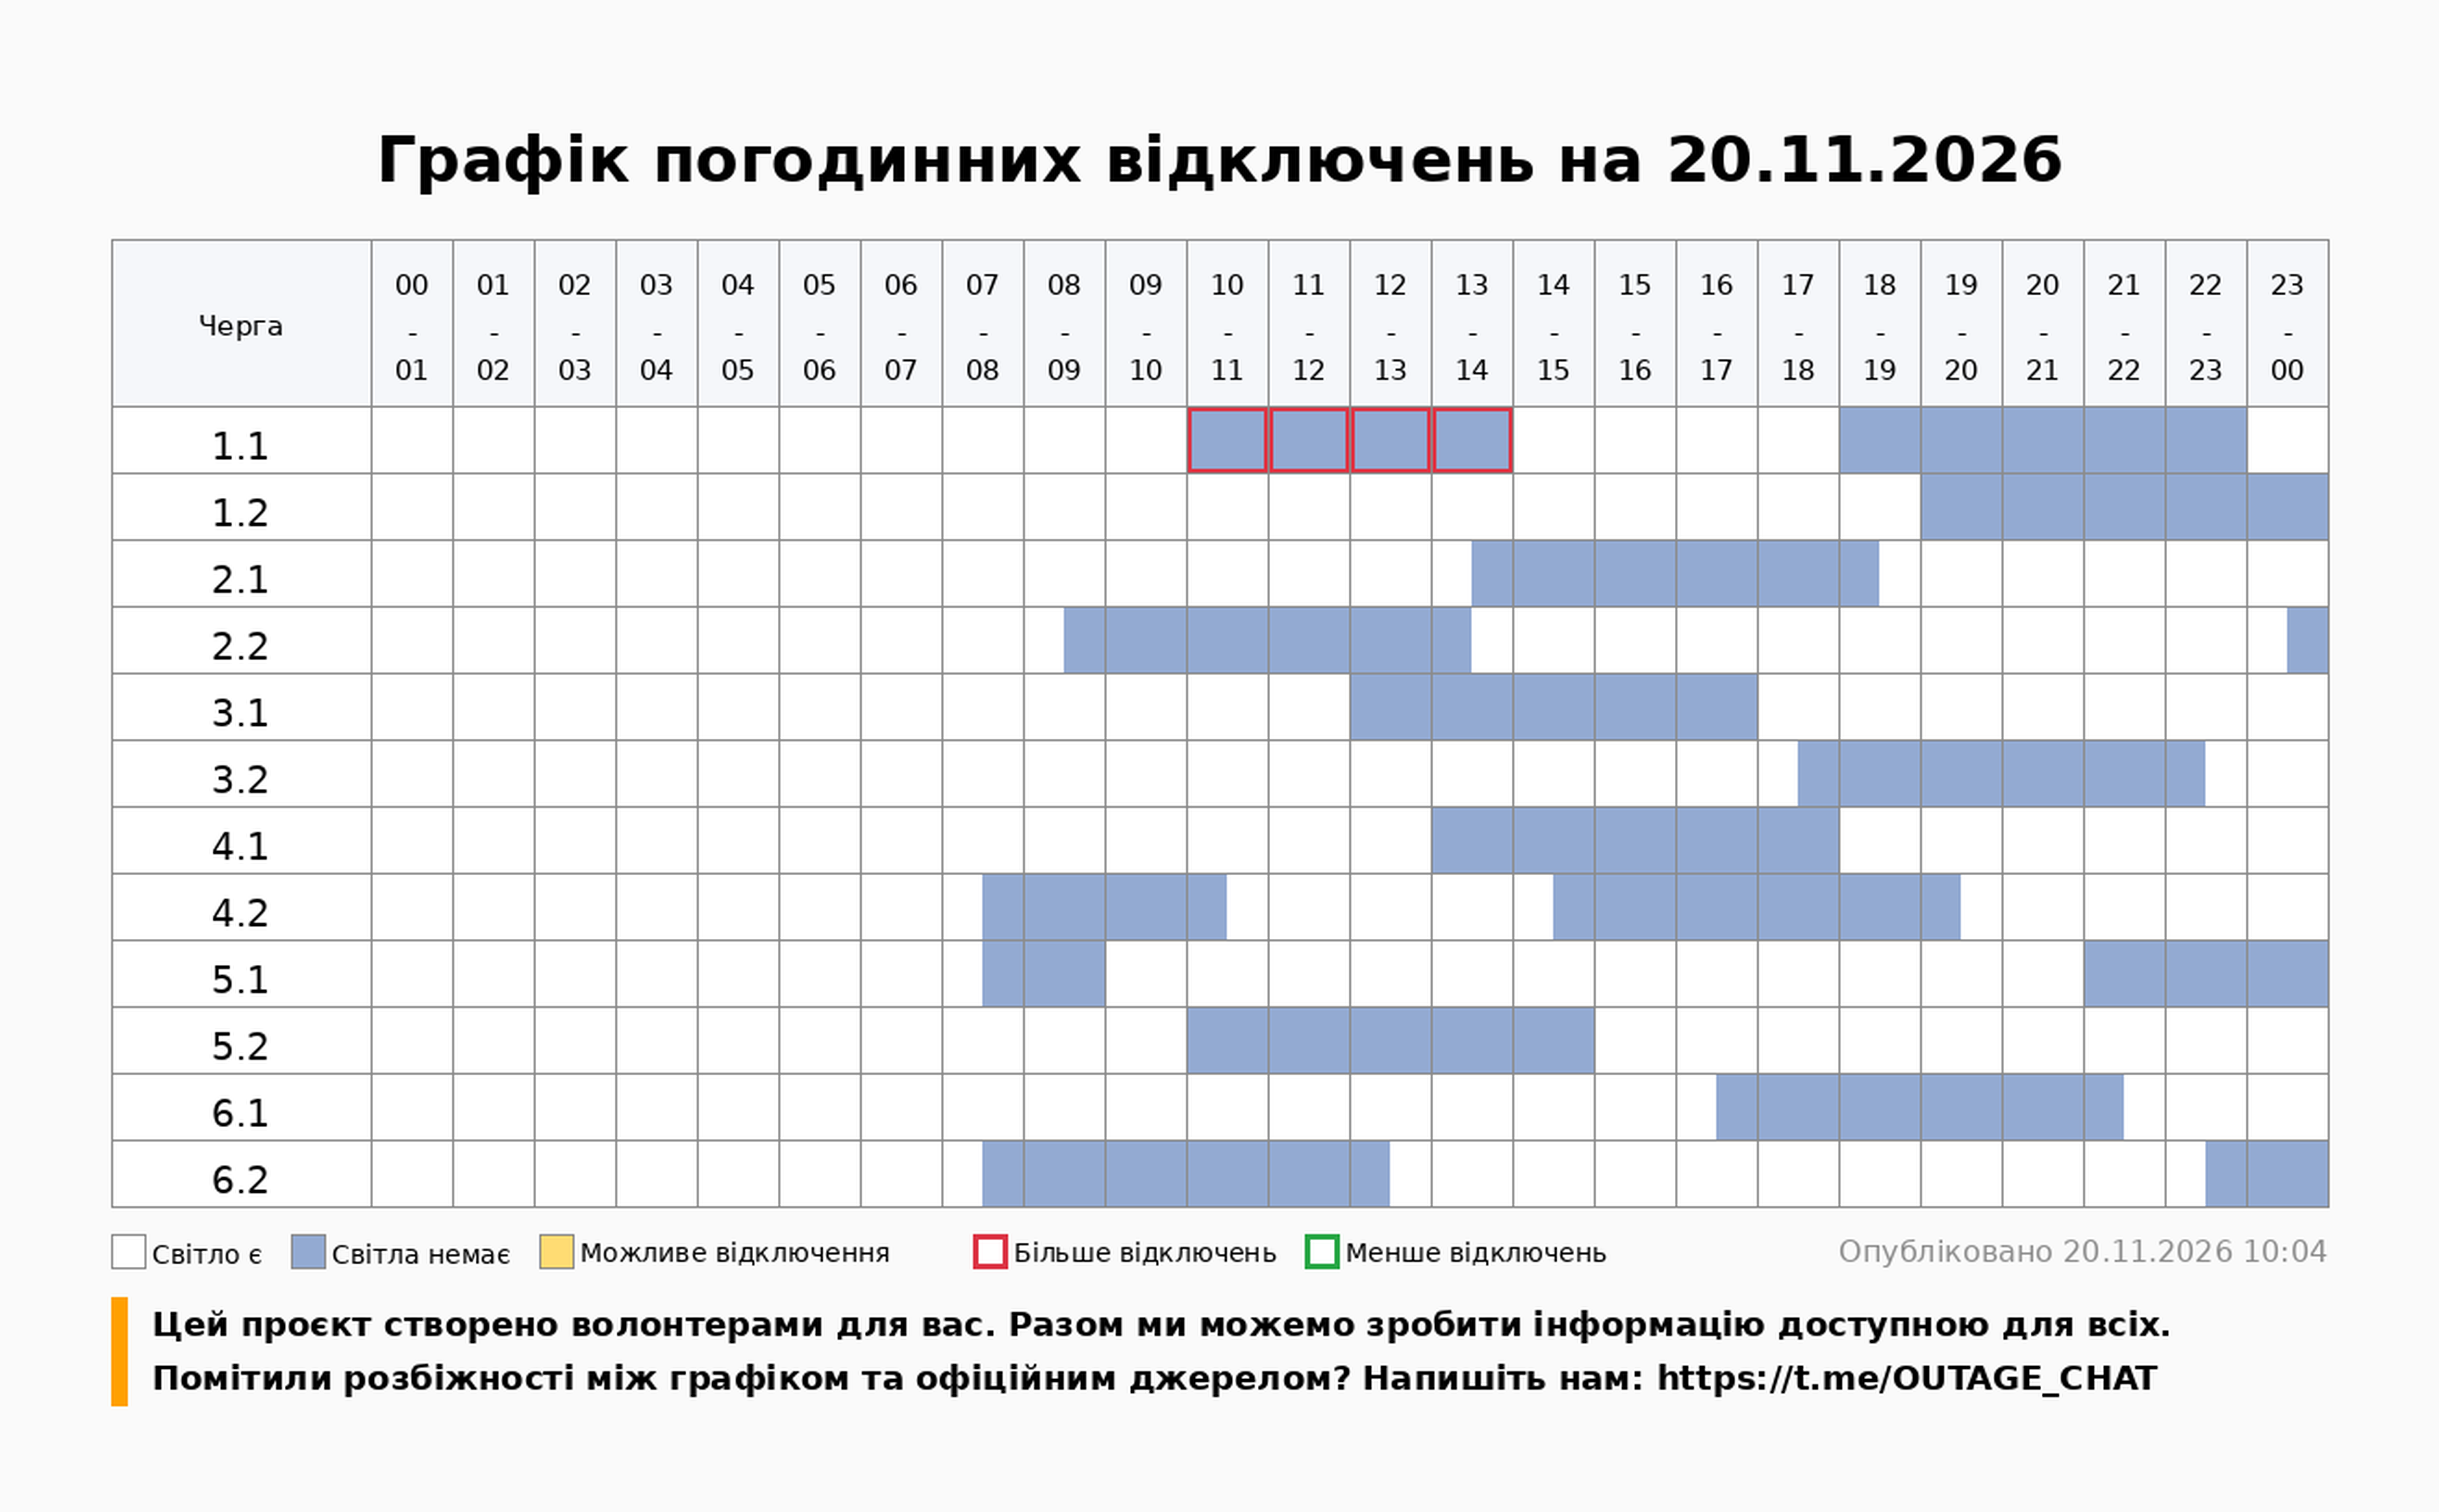 Графік погодинних відключень на 20.11.2026
Черга 00 - 01 01 - 02 02 - 03 03 - 04 04 - 05 05 - 06 06 - 07 07 - 08 08 - 09 09 - 10 10 - 11 11 - 12 12 - 13 13 - 14 14 - 15 15 - 16 16 - 17 17 - 18 18 - 19 19 - 20 20 - 21 21 - 22 22 - 23 23 - 00
1.1
1.2
2.1
2.2
3.1
3.2
4.1
4.2
5.1
5.2
6.1
6.2
Світло є Світла немає Можливе відключення Більше відключень Менше відключень Опубліковано 20.11.2026 10:04
Цей проєкт створено волонтерами для вас. Разом ми можемо зробити інформацію доступною для всіх.
Помітили розбіжності між графіком та офіційним джерелом? Напишіть нам: https://t.me/OUTAGE_CHAT